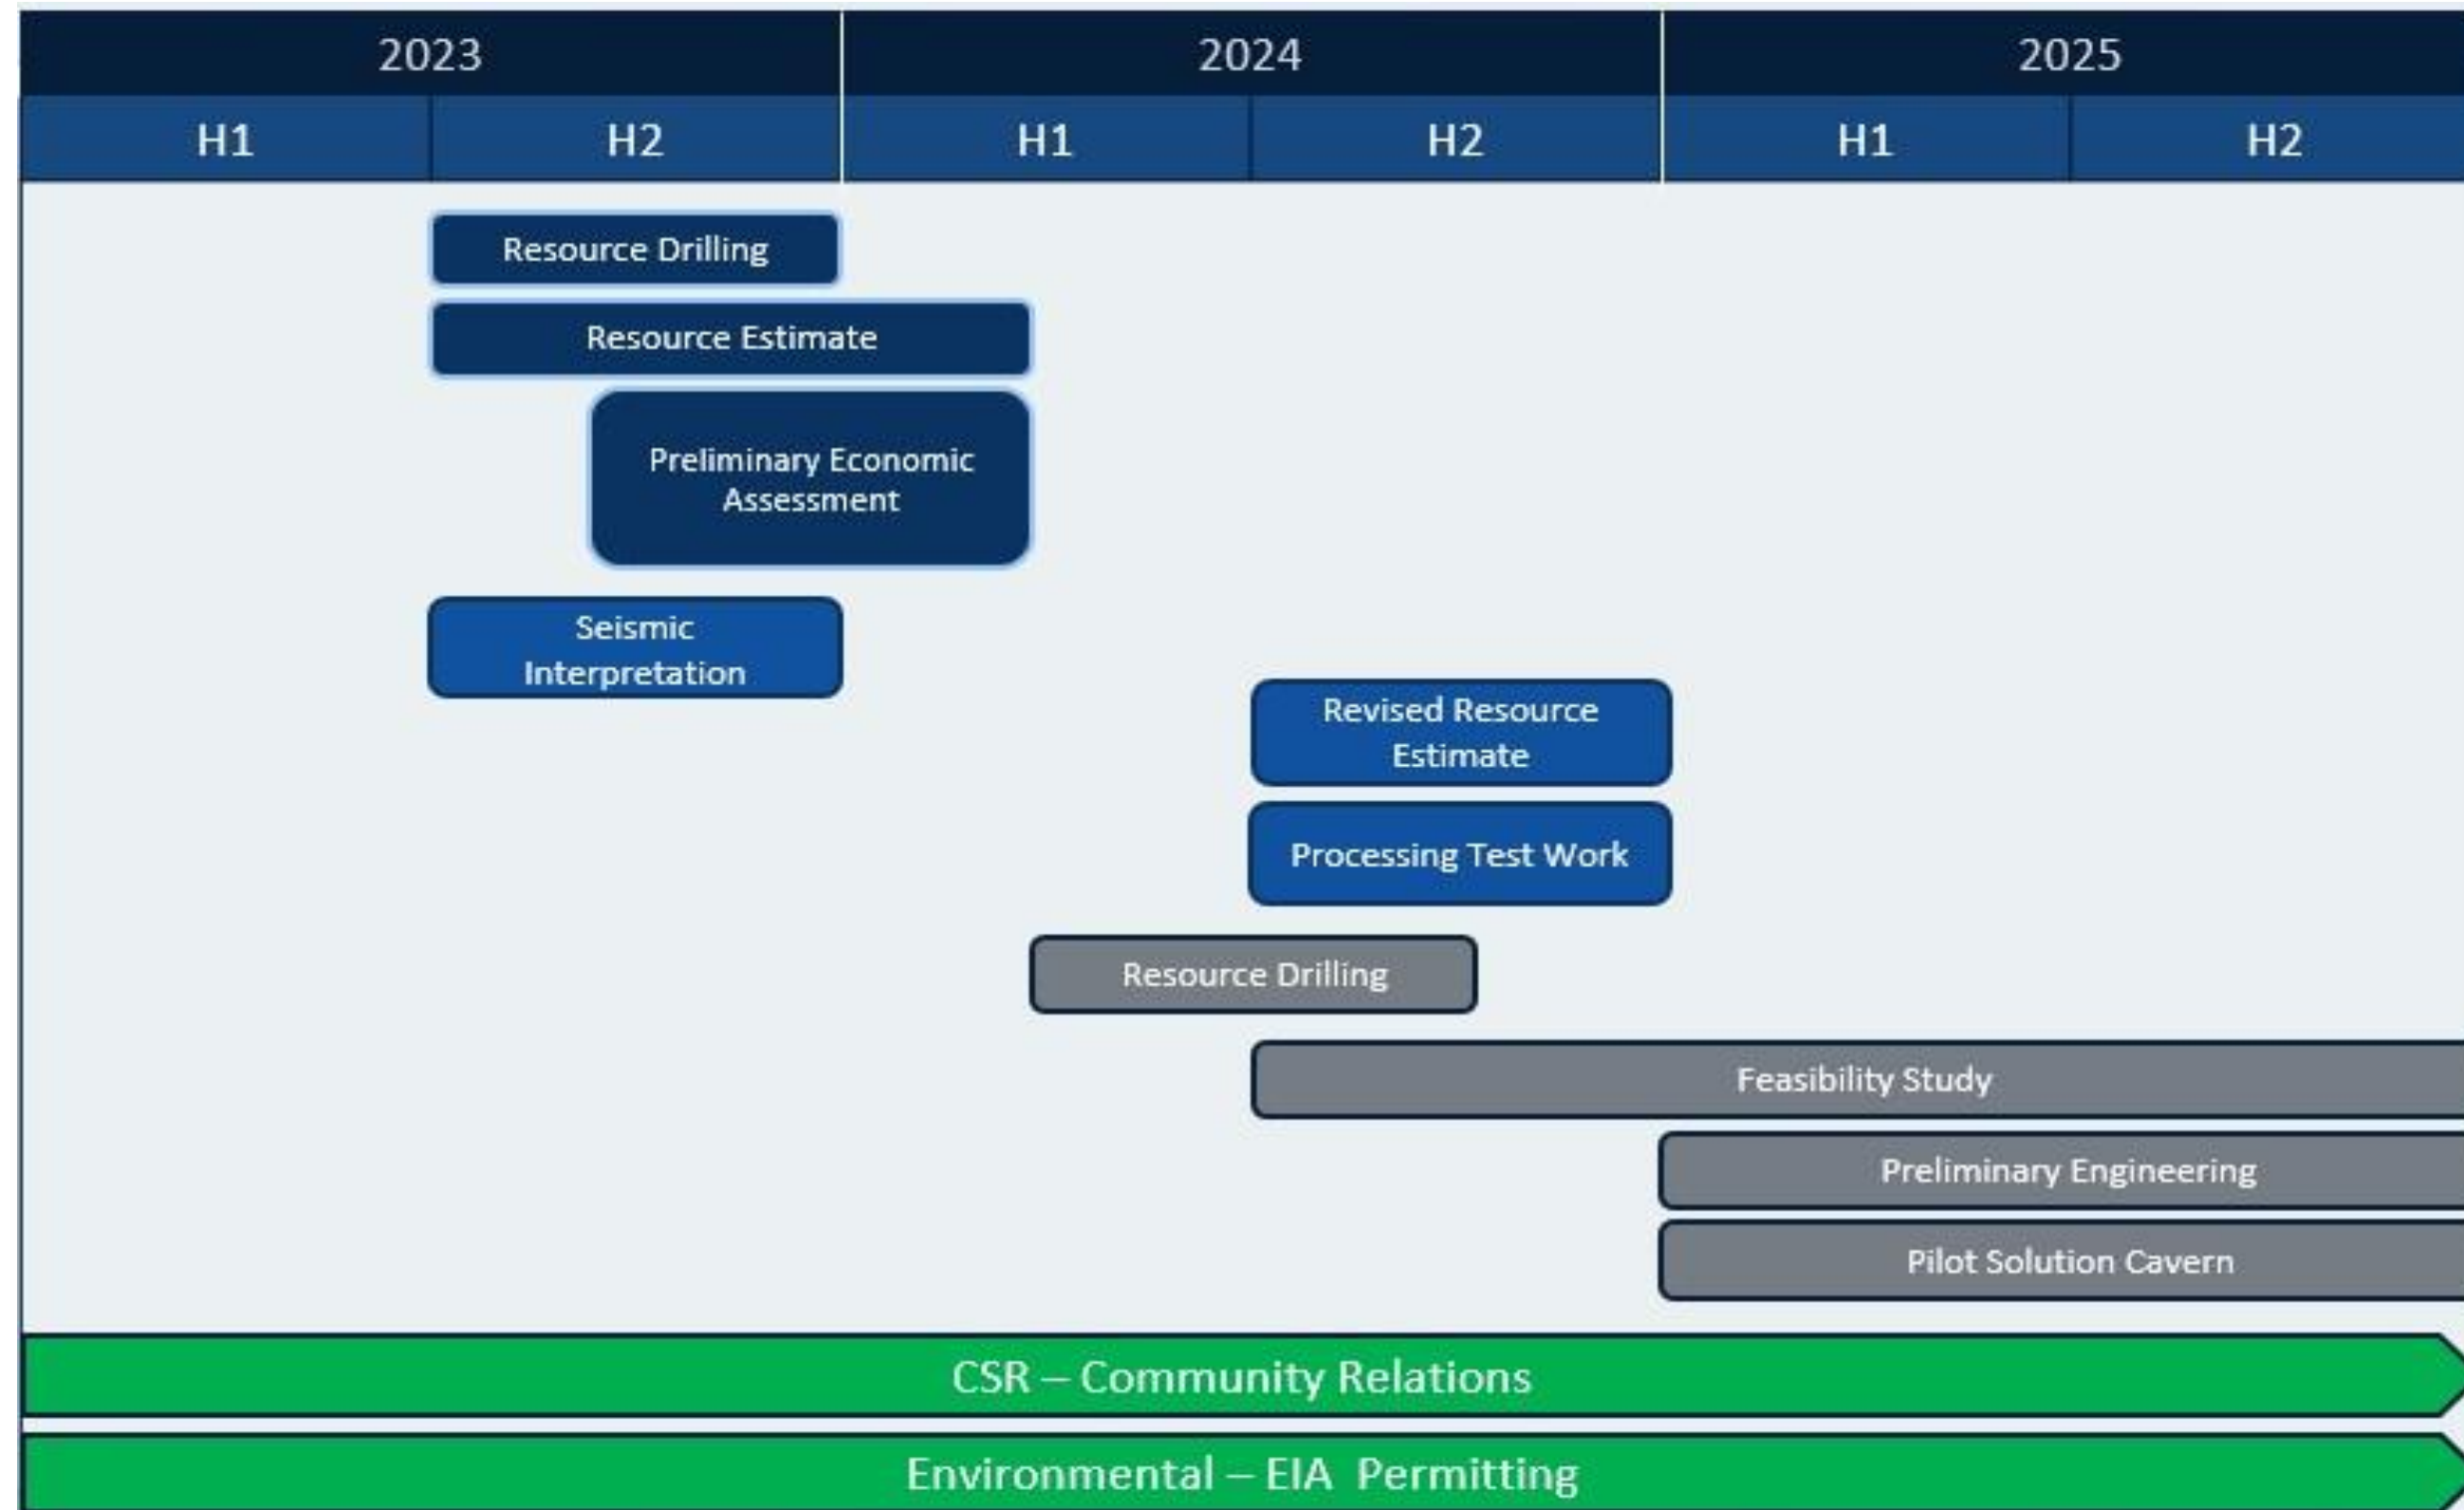 2023 2024 2025
H1 H2 H1 H2 H1 H2
Resource Drilling
Resource Estimate
Preliminary Economic
Assessment
Seismic
Interpretation
Revised Resource
Estimate
Processing Test Work
Resource Drilling
Feasibility Study
Preliminary Engineering
Pilot Solution Cavern
CSR – Community Relations
Environmental – EIA Permitting